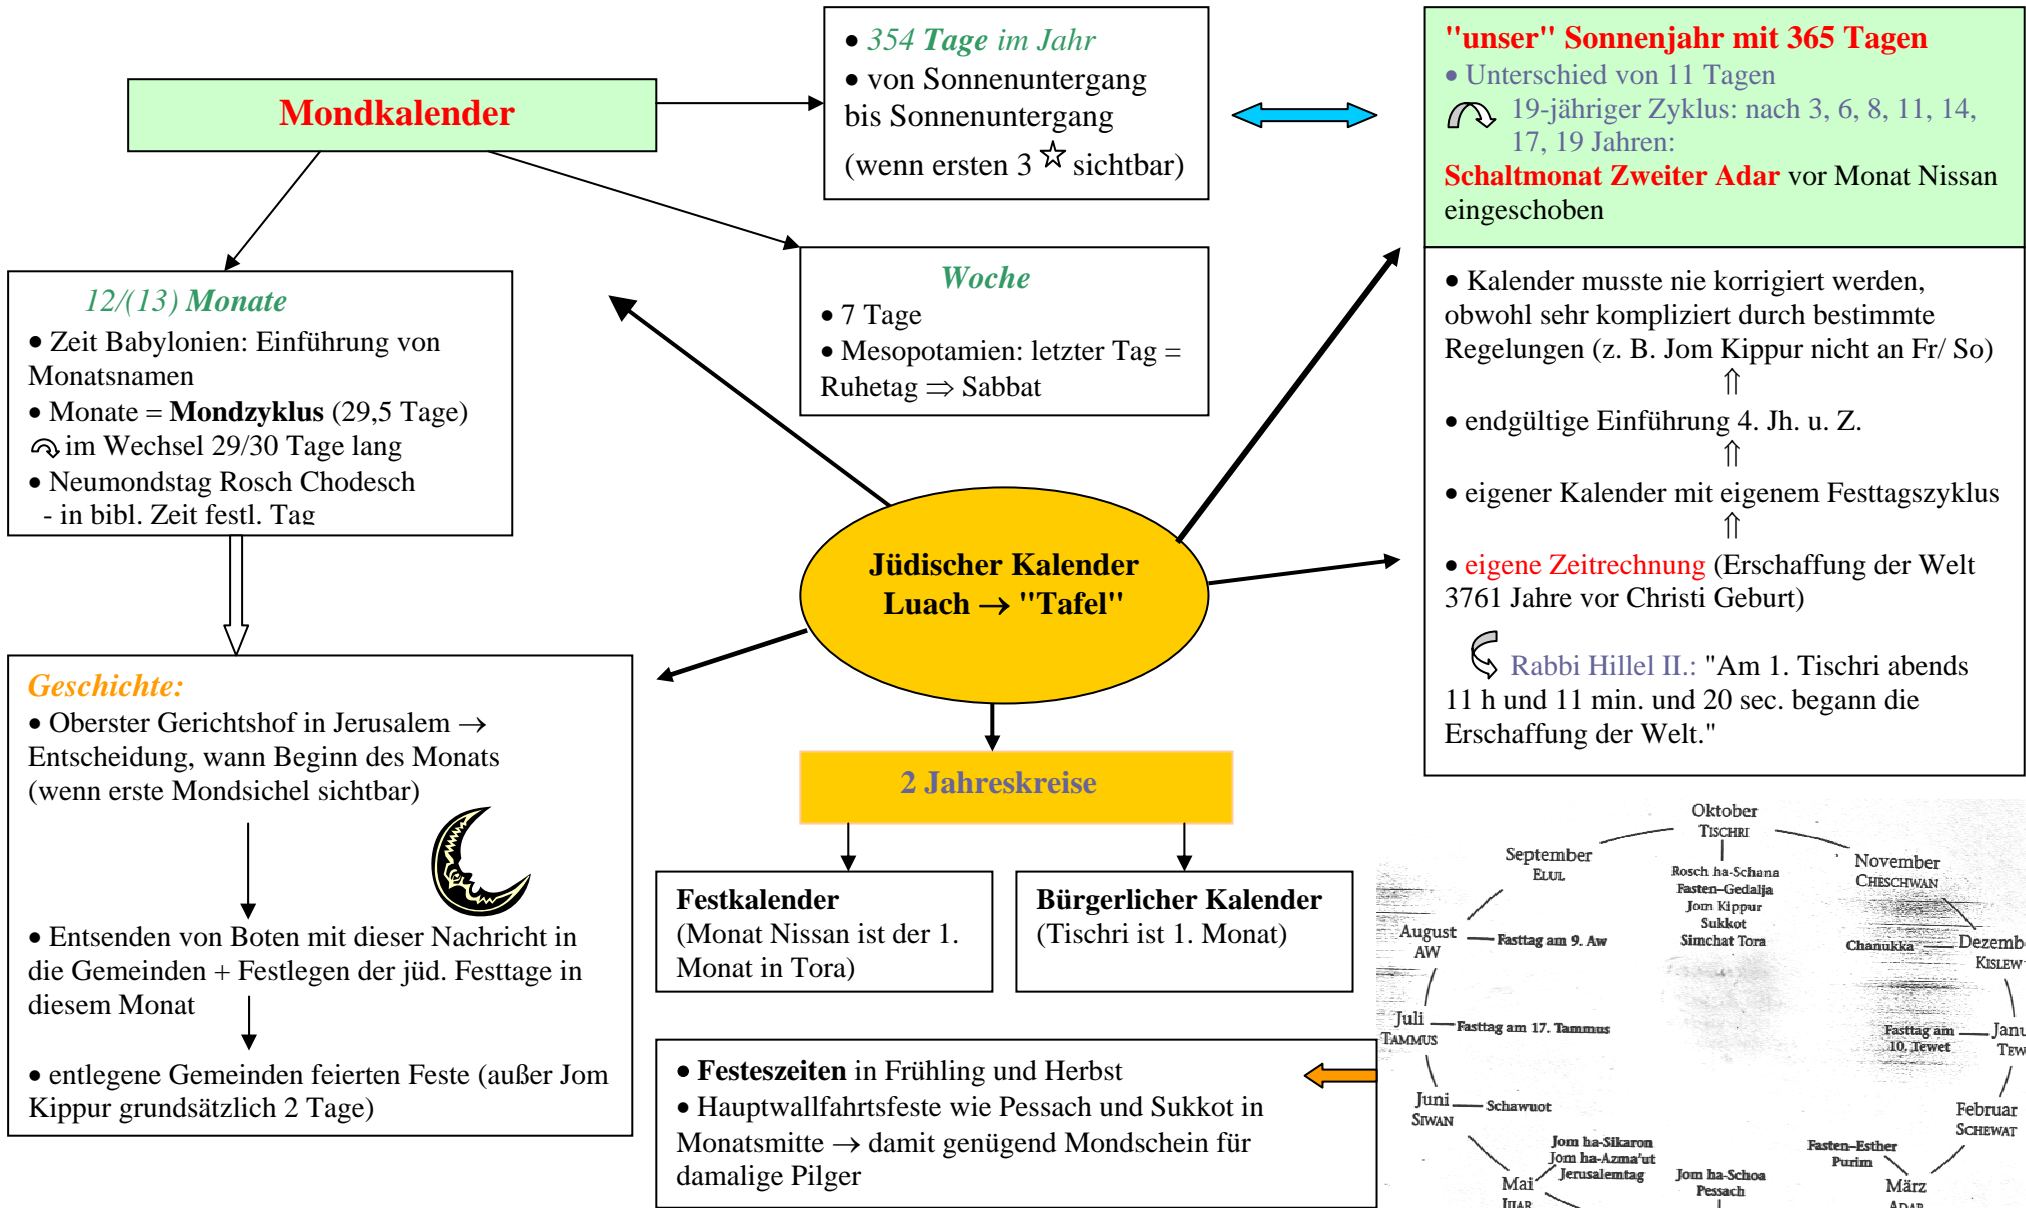 Mondkalender
• 354 Tage im Jahr
• von Sonnenuntergang
bis Sonnenuntergang
(wenn ersten 3 ☆ sichtbar)
"unser" Sonnenjahr mit 365 Tagen
• Unterschied von 11 Tagen
19-jähriger Zyklus: nach 3, 6, 8, 11, 14,
17, 19 Jahren:
Schaltmonat Zweiter Adar vor Monat Nissan
eingeschoben
12/(13) Monate
• Zeit Babylonien: Einführung von
Monatsnamen
• Monate = Mondzyklus (29,5 Tage)
im Wechsel 29/30 Tage lang
• Neumondstag Rosch Chodesch
- in bibl. Zeit festl. Tag
Woche
• 7 Tage
• Mesopotamien: letzter Tag =
Ruhetag ⇒ Sabbat
• Kalender musste nie korrigiert werden,
obwohl sehr kompliziert durch bestimmte
Regelungen (z. B. Jom Kippur nicht an Fr/ So)
⇑
• endgültige Einführung 4. Jh. u. Z.
⇑
• eigener Kalender mit eigenem Festtagszyklus
⇑
• eigene Zeitrechnung (Erschaffung der Welt
3761 Jahre vor Christi Geburt)
Rabbi Hillel II.: "Am 1. Tischri abends
11 h und 11 min. und 20 sec. begann die
Erschaffung der Welt."
Jüdischer Kalender
Luach → "Tafel"
Geschichte:
• Oberster Gerichtshof in Jerusalem →
Entscheidung, wann Beginn des Monats
(wenn erste Mondsichel sichtbar)
• Entsenden von Boten mit dieser Nachricht in
die Gemeinden + Festlegen der jüd. Festtage in
diesem Monat
• entlegene Gemeinden feierten Feste (außer Jom
Kippur grundsätzlich 2 Tage)
2 Jahreskreise
Festkalender
(Monat Nissan ist der 1.
Monat in Tora)
Bürgerlicher Kalender
(Tischri ist 1. Monat)
• Festeszeiten in Frühling und Herbst
• Hauptwallfahrtsfeste wie Pessach und Sukkot in
Monatsmitte → damit genügend Mondschein für
damalige Pilger
Oktober
TISCHRI
Rosch ha-Schana
Fasten-Gedalja
Jom Kippur
Sukkot
Simchat Tora
November
CHESCHWAN
Dezemb
KISLEW
Chanukka
Janu
TEW
Fasttag am
10. Tewet
Februar
SCHEWAT
März
ADAR
Fasten-Esther
Purim
Jom ha-Schoa
Pessach
Mai
IJJAR
Jom ha-Sikaron
Jom ha-Azma'ut
Jerusalemtag
Juni
SIWAN
Schawuot
Juli
TAMMUS
Fasttag am 17. Tammus
August
AW
Fasttag am 9. Aw
September
ELUL